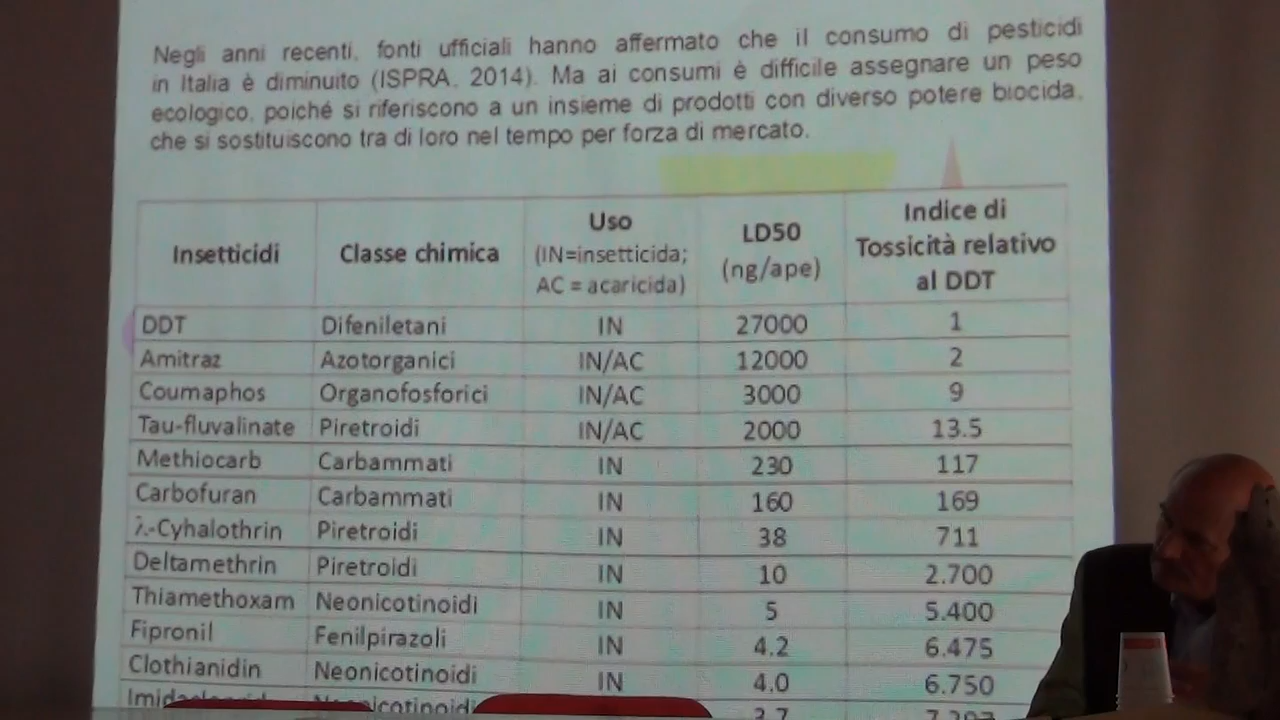 Negli anni recenti, fonti ufficiali hanno affermato che il consumo di pesticidi
in Italia è diminuito (ISPRA, 2014). Ma ai consumi è difficile assegnare un peso
ecologico, poiché si riferiscono a un insieme di prodotti con diverso potere biocida,
che si sostituiscono tra di loro nel tempo per forza di mercato.
Insetticidi Classe chimica Uso (IN=insetticida; AC = acaricida) LD50 (ng/ape) Indice di Tossicità relativo al DDT
DDT Difeniletani IN 27000 1
Amitraz Azotorganici IN/AC 12000 2
Coumaphos Organofosforici IN/AC 3000 9
Tau-fluvalinate Piretroidi IN/AC 2000 13.5
Methiocarb Carbammati IN 230 117
Carbofuran Carbammati IN 160 169
λ-Cyhalothrin Piretroidi IN 38 711
Deltamethrin Piretroidi IN 10 2.700
Thiamethoxam Neonicotinoidi IN 5 5.400
Fipronil Fenilpirazoli IN 4.2 6.475
Clothianidin Neonicotinoidi IN 4.0 6.750
3.7